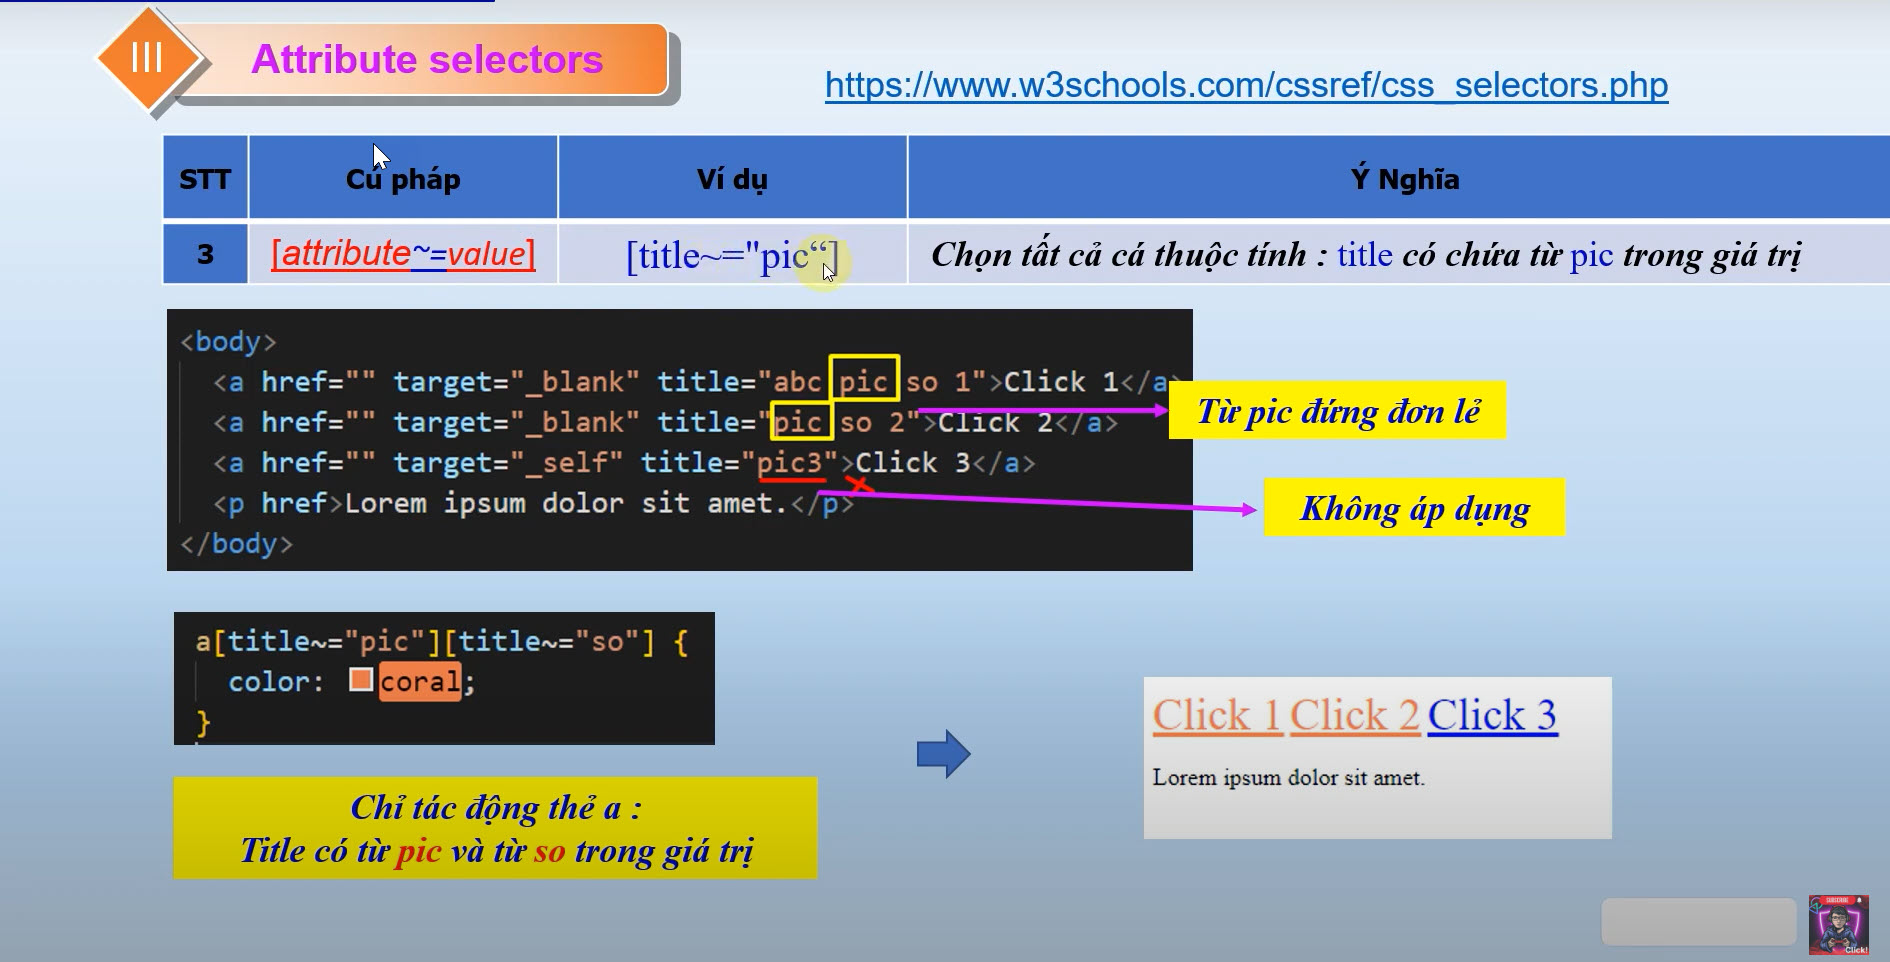 III
Attribute selectors
https://www.w3schools.com/cssref/css_selectors.php
STT Cú pháp Ví dụ Ý Nghĩa
3 [attribute~=value] [title~="pic“] Chọn tất cả cá thuộc tính : title có chứa từ pic trong giá trị
<body>
<a href="" target="_blank" title="abc pic so 1">Click 1</a>
<a href="" target="_blank" title="pic so 2">Click 2</a>
<a href="" target="_self" title="pic3">Click 3</a>
<p href>Lorem ipsum dolor sit amet.</p>
</body>
Từ pic đứng đơn lẻ
Không áp dụng
a[title~="pic"][title~="so"] {
color: coral;
}
Chỉ tác động thẻ a :
Title có từ pic và từ so trong giá trị
Click 1 Click 2 Click 3
Lorem ipsum dolor sit amet.
SUBSCRIBE
Click!